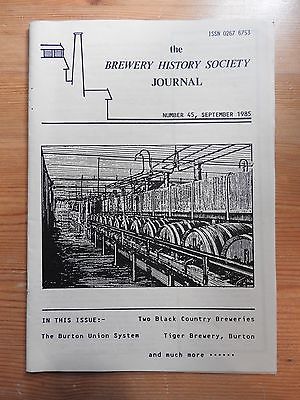 ISSN 0267 6753
the
BREWERY HISTORY SOCIETY
JOURNAL
NUMBER 45, SEPTEMBER 1985
IN THIS ISSUE:- Two Black Country Breweries
The Burton Union System Tiger Brewery, Burton
and much more ······